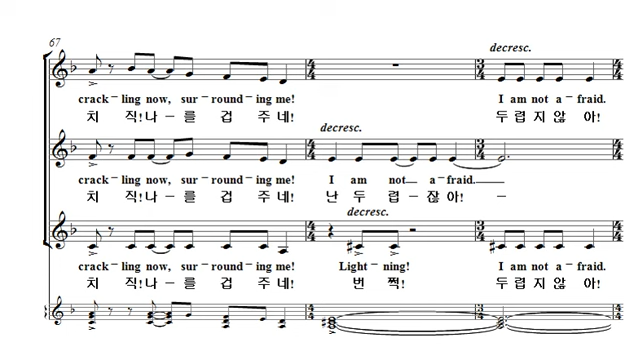 67
decresc.
crack-ling now, sur-round-ing me! I am not a-fraid.
치 직!나-를 겁 주네! 두렵지않 아!
decresc.
crack-ling now, sur-round-ing me! I am not a-fraid.
치 직!나-를 겁 주네! 난 두 렵-잖아! -
decresc.
crack-ling now, sur-round-ing me! Light-ning! I am not a-fraid.
치 직!나-를 겁 주네! 번 쩍! 두렵지않 아!